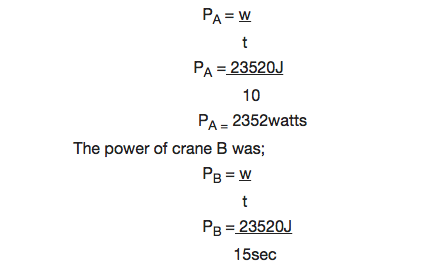 PA = w
t
PA = 23520J
10
PA = 2352watts
The power of crane B was;
PB = w
t
PB = 23520J
15sec